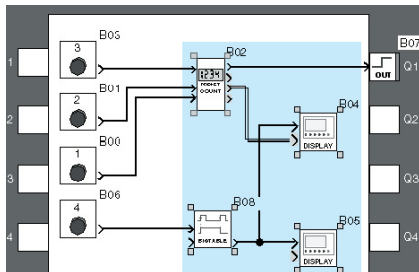 B03
3
B02
B07
1
1234
PRESET
COUNT
OUT
Q1
B01
2
2
B04
Q2
B00
1
DISPLAY
3
Q3
B06
4
B08
B05
4
BISTABLE
DISPLAY
Q4